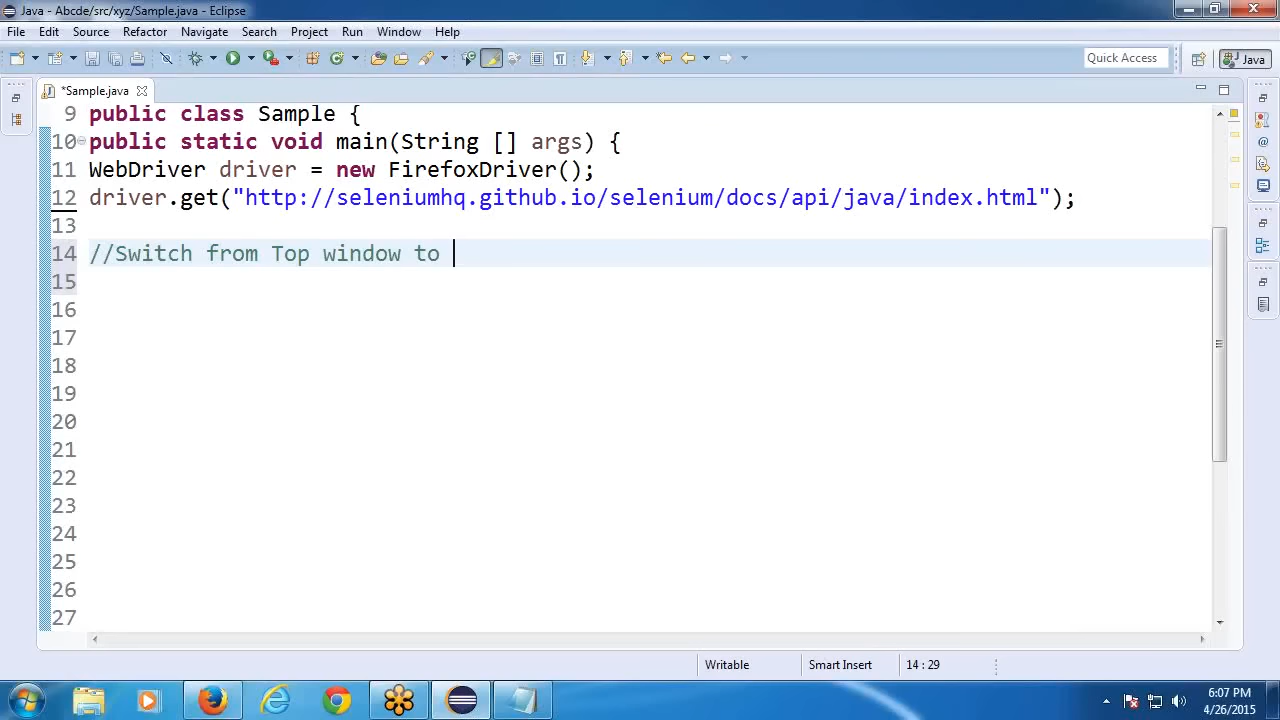 Java - Abcde/src/xyz/Sample.java - Eclipse
File Edit Source Refactor Navigate Search Project Run Window Help
Quick Access
Java
*Sample.java
9 public class Sample {
10 public static void main(String [] args) {
11 WebDriver driver = new FirefoxDriver();
12 driver.get("http://seleniumhq.github.io/selenium/docs/api/java/index.html");
13
14 //Switch from Top window to
15
16
17
18
19
20
21
22
23
24
25
26
27
Writable Smart Insert 14 : 29
6:07 PM
4/26/2015